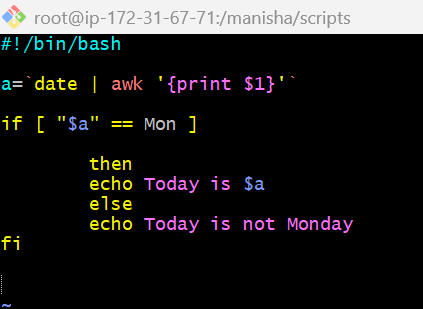 root@ip-172-31-67-71:/manisha/scripts
#!/bin/bash
a=`date | awk '{print $1}'`
if [ "$a" == Mon ]
then
echo Today is $a
else
echo Today is not Monday
fi
~